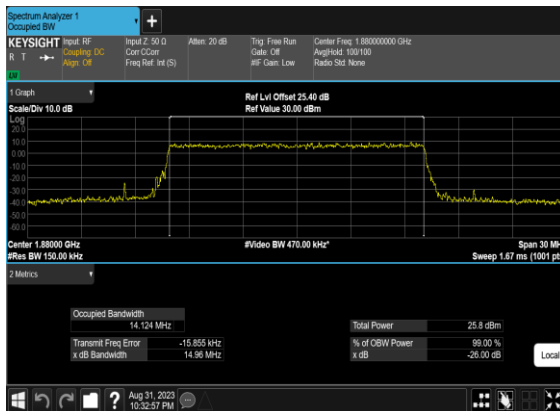 Spectrum Analyzer 1
Occupied BW
KEYSIGHT Input: RF Input Z: 50 Ω Atten: 20 dB Trig: Free Run Center Freq: 1.880000000 GHz
R T Coupling: DC Corr CCorr Gate: Off Avg|Hold: 100/100
Align: Off Freq Ref: Int (S) #IF Gain: Low Radio Std: None
1 Graph
Ref Lvl Offset 25.40 dB
Scale/Div 10.0 dB Ref Value 30.00 dBm
Log
20.0
10.0
0.00
-10.0
-20.0
-30.0
-40.0
-50.0
-60.0
Center 1.88000 GHz #Video BW 470.00 kHz* Span 30 MH
#Res BW 150.00 kHz Sweep 1.67 ms (1001 pts
2 Metrics
Occupied Bandwidth
14.124 MHz Total Power 25.8 dBm
Transmit Freq Error -15.855 kHz % of OBW Power 99.00 %
x dB Bandwidth 14.96 MHz x dB -26.00 dB
Local
Aug 31, 2023
10:32:57 PM